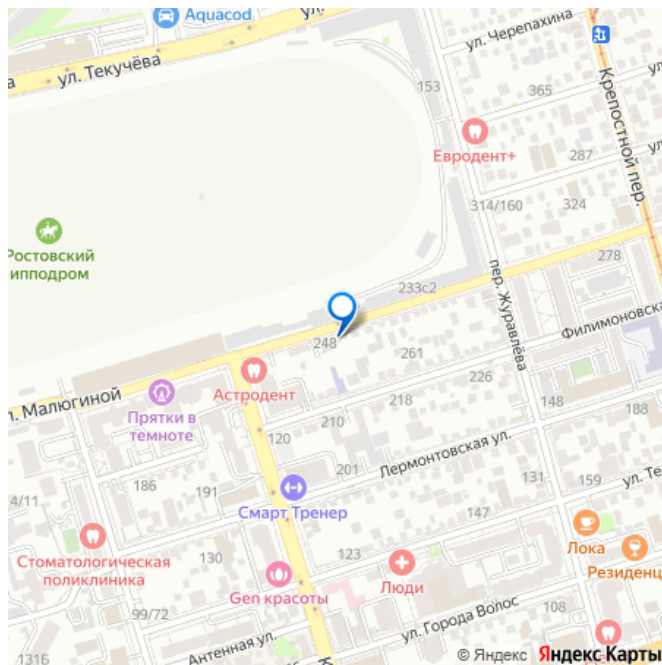 Aquacod
ул.
ул. Черепахина
ул. Текучёва
153
365
Крепостной пер.
Евродент+
287
314/160
324
Ростовский
ипподром
278
233с2
пер. Журавлёва
248
261
Филимоновска
Астродент
226
л. Малюгиной
218
Прятки в
темноте
210
148
188
120
Лермонтовская ул.
201
131
159
ул. Те
186
191
4/11
Смарт Тренер
147
Лока
Стоматологическая
поликлиника
130
123
Люди
Резиденц
Gen красоты
99/72
ул. Города Волос
108
Антенная ул.
131б
© Яндекс Яндекс Карты